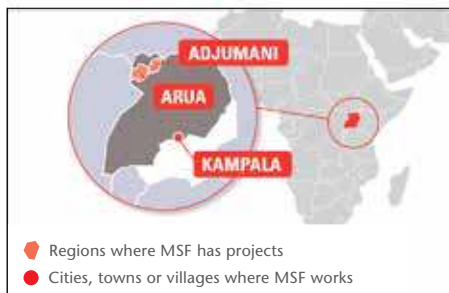 ADJUMANI
ARUA
KAMPALA
Regions where MSF has projects
Cities, towns or villages where MSF works